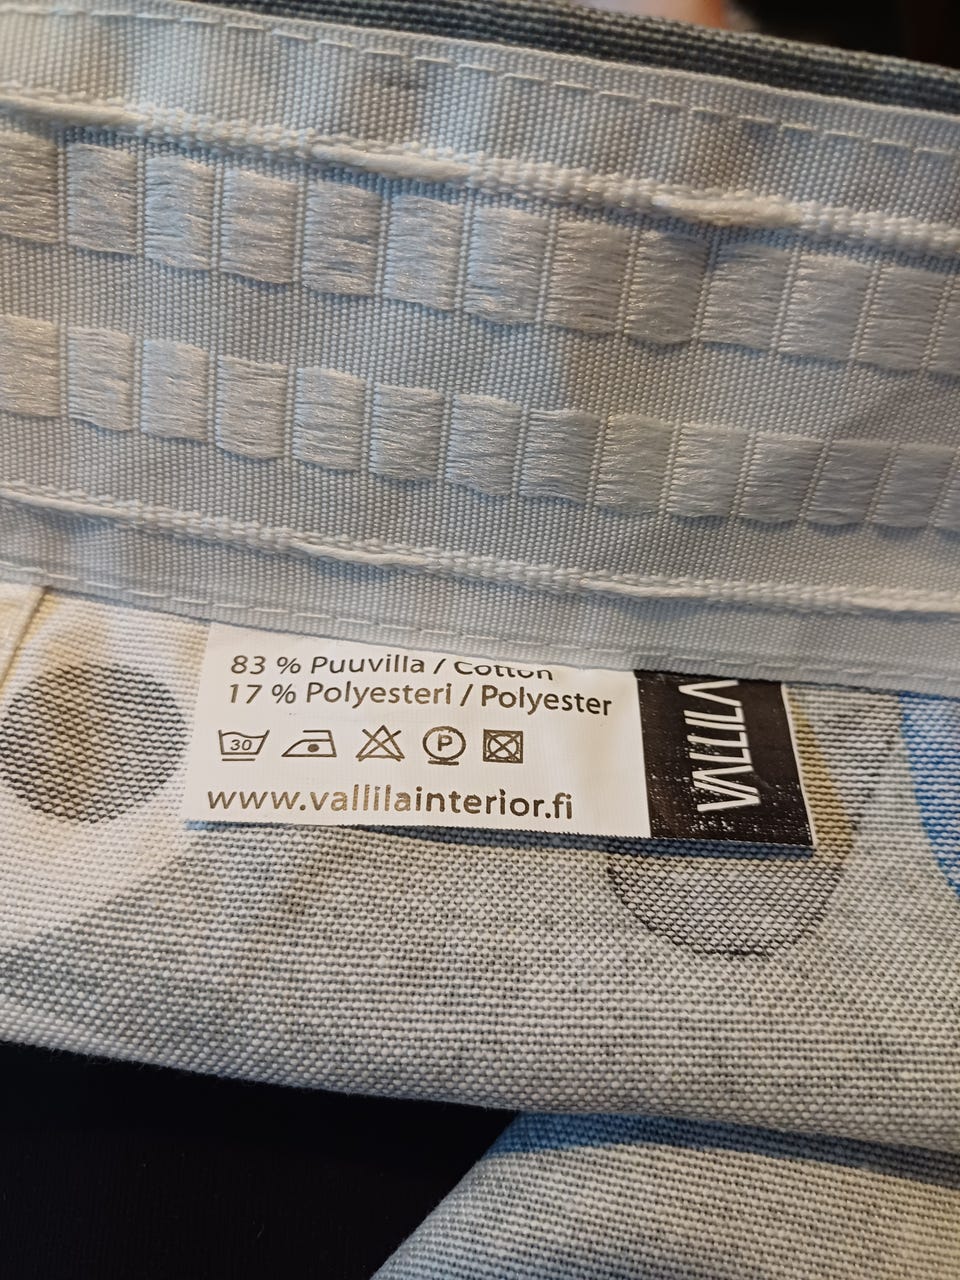 83 % Puuvilla / Cotton
17 % Polyesteri / Polyester
30 P
www.vallilainterior.fi
VALLILA